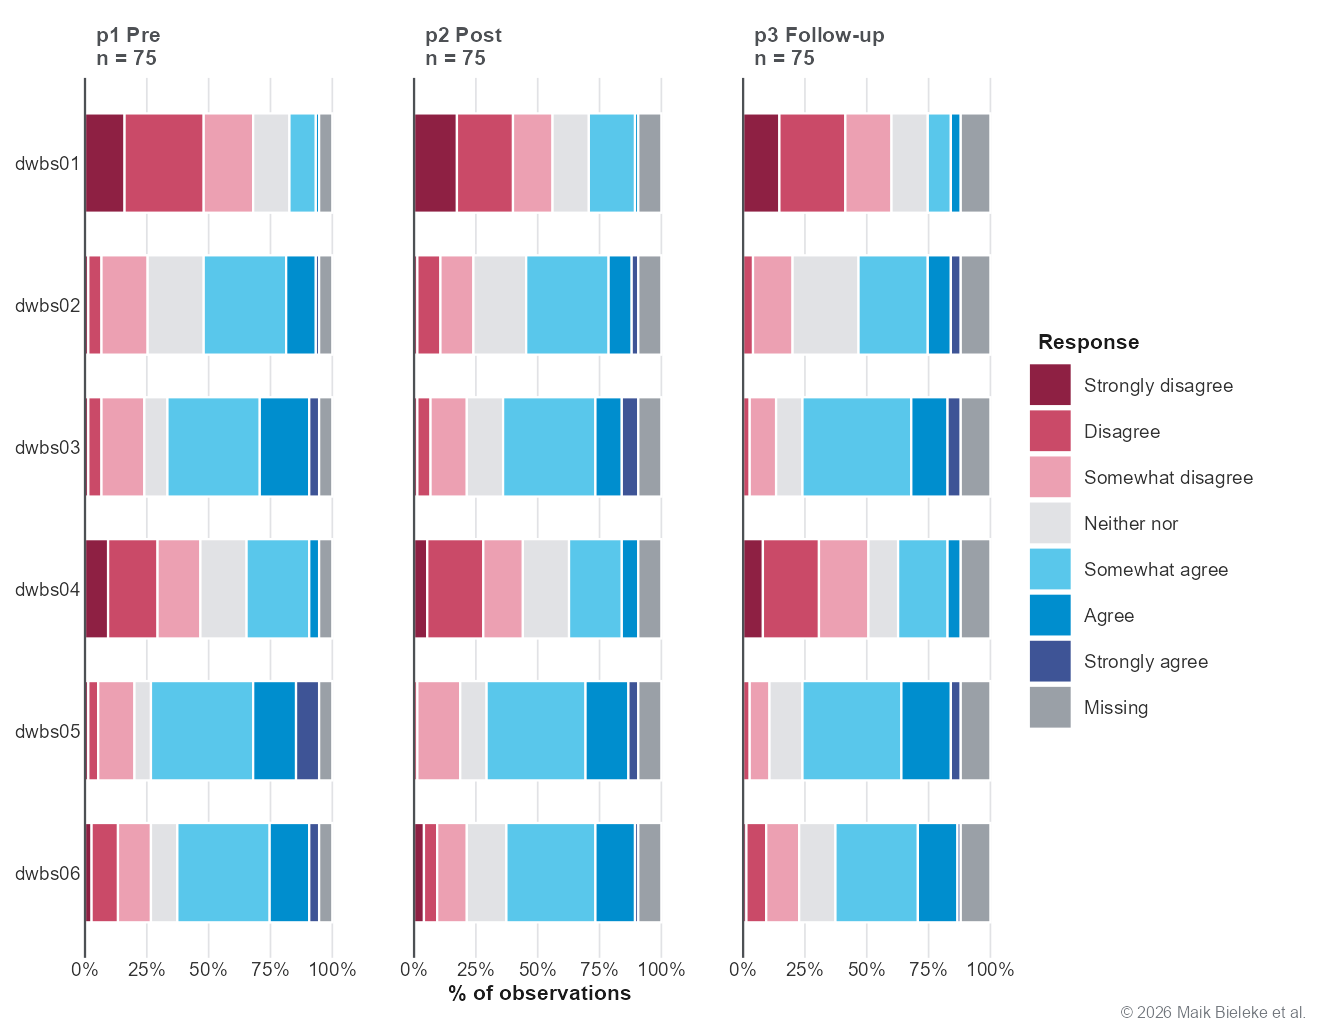 p1 Pre
n = 75
p2 Post
n = 75
p3 Follow-up
n = 75
dwbs01
dwbs02
dwbs03
dwbs04
dwbs05
dwbs06
0% 25% 50% 75% 100%
0% 25% 50% 75% 100%
0% 25% 50% 75% 100%
% of observations
Response
Strongly disagree
Disagree
Somewhat disagree
Neither nor
Somewhat agree
Agree
Strongly agree
Missing
© 2026 Maik Bieleke et al.